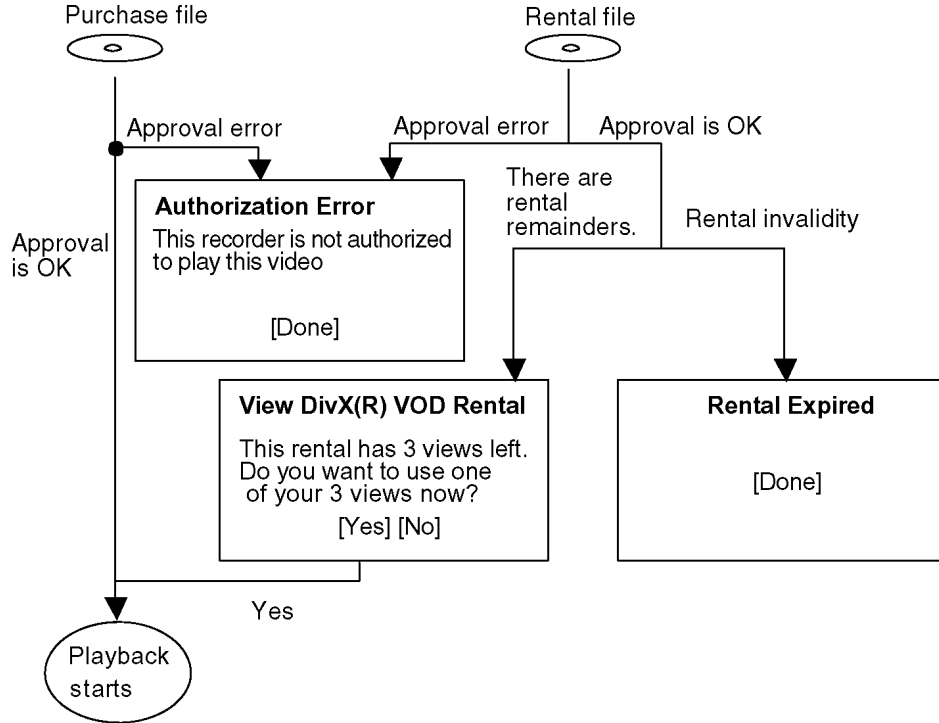 Purchase file
Rental file
Approval error
Approval error
Approval is OK
There are
rental
remainders.
Rental invalidity
Approval
is OK
Authorization Error
This recorder is not authorized
to play this video
[Done]
View DivX(R) VOD Rental
This rental has 3 views left.
Do you want to use one
of your 3 views now?
[Yes] [No]
Rental Expired
[Done]
Yes
Playback
starts